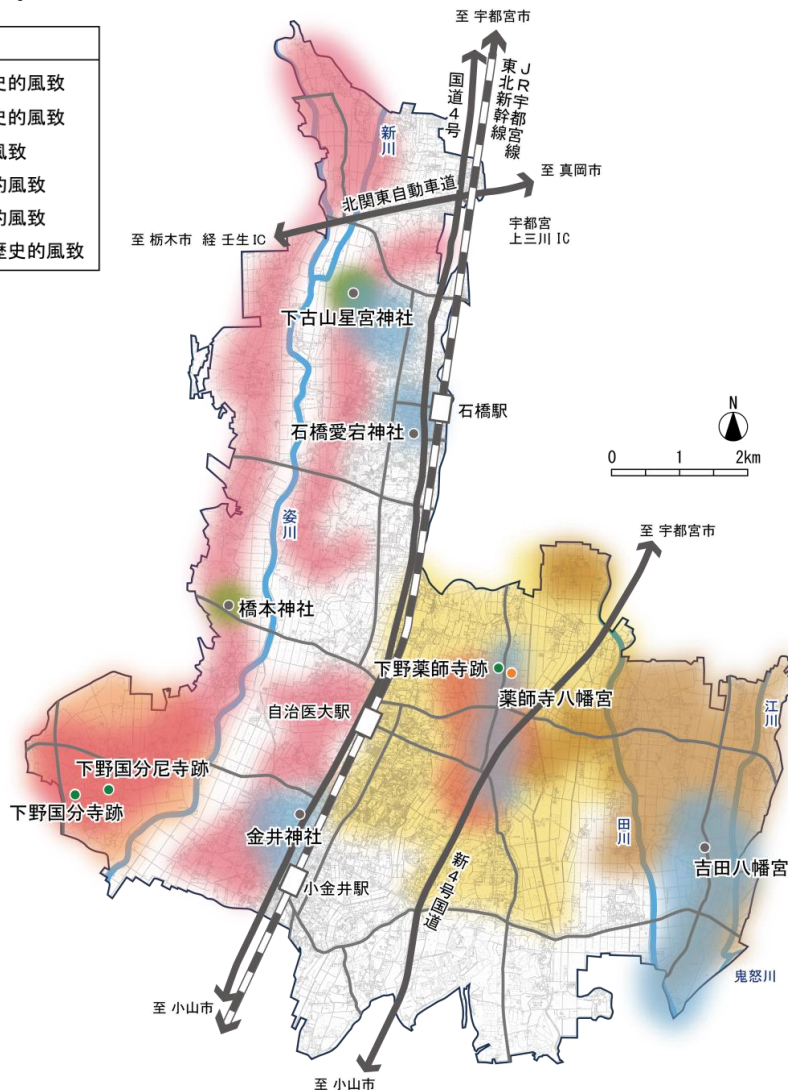 至 宇都宮市
史的風致
史的風致
風致
的風致
的風致
歴史的風致
国道4号
JR宇都宮線
東北新幹線
新川
至 真岡市
北関東自動車道
至 栃木市 経 壬生IC
宇都宮
上三川 IC
下古山星宮神社
石橋駅
石橋愛宕神社
N
0 1 2km
姿川
至 宇都宮市
橋本神社
下野薬師寺跡
薬師寺八幡宮
自治医大駅
江川
下野国分尼寺跡
下野国分寺跡
金井神社
田川
吉田八幡宮
小金井駅
新4号国道
鬼怒川
至 小山市
至 小山市